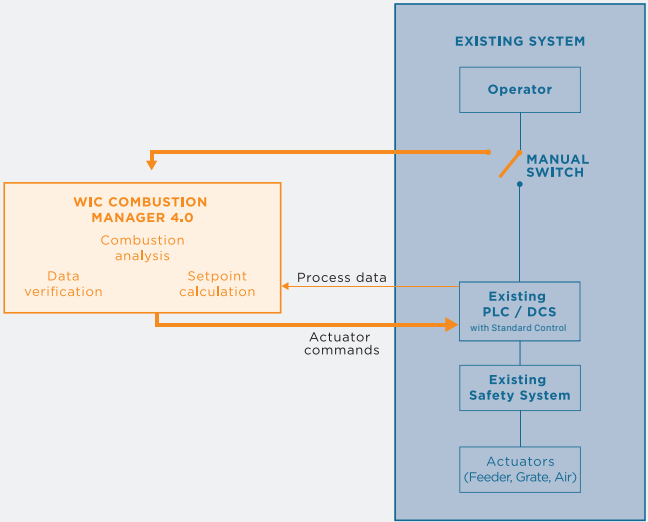 EXISTING SYSTEM
Operator
MANUAL
SWITCH
WIC COMBUSTION
MANAGER 4.0
Combustion
analysis
Data
verification
Setpoint
calculation
Process data
Actuator
commands
Existing
PLC / DCS
with Standard Control
Existing
Safety System
Actuators
(Feeder, Grate, Air)